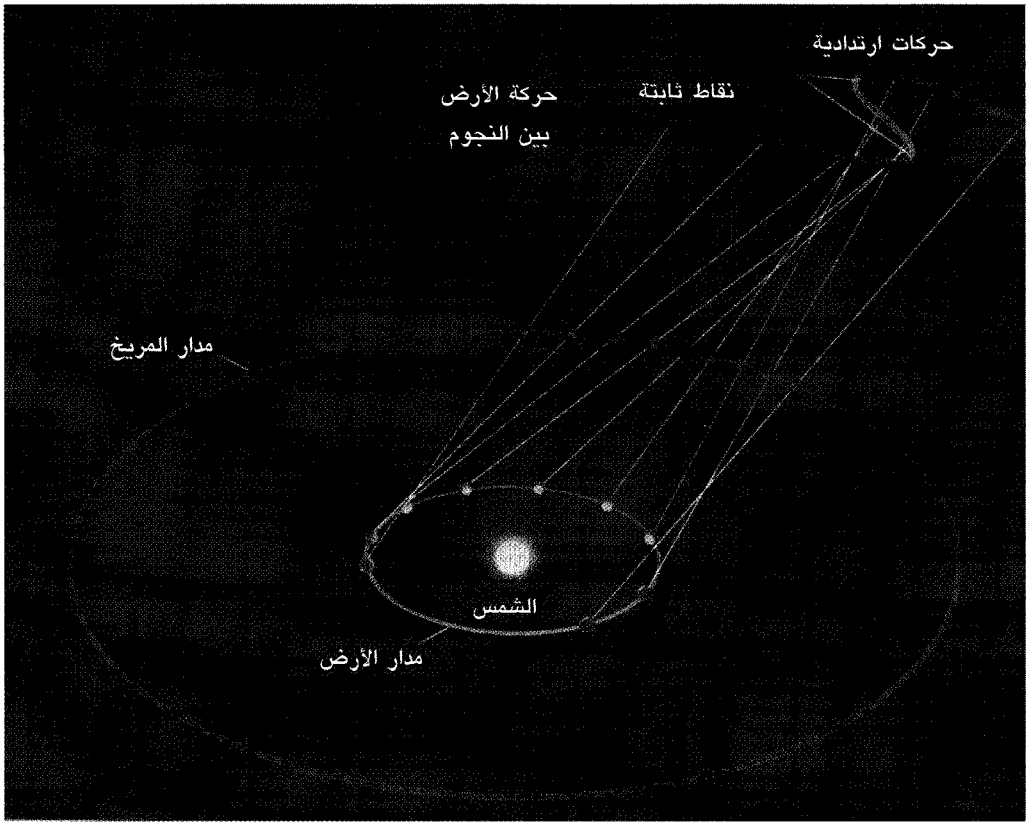 حركات ارتدادية
نقاط ثابتة
حركة الأرض
بين النجوم
مدار المريخ
الشمس
مدار الأرض